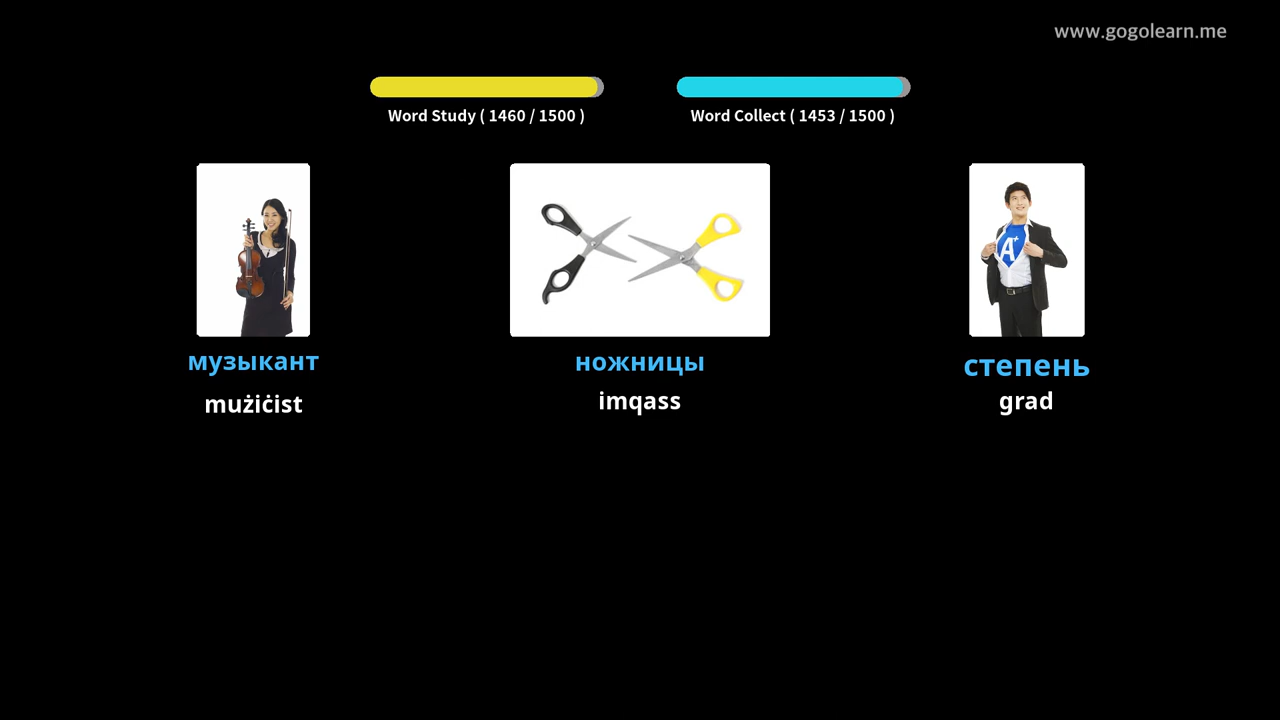 www.gogolearn.me
Word Study ( 1460 / 1500 )
Word Collect ( 1453 / 1500 )
A+
музыкант
ножницы
степень
mużiċist
imqass
grad